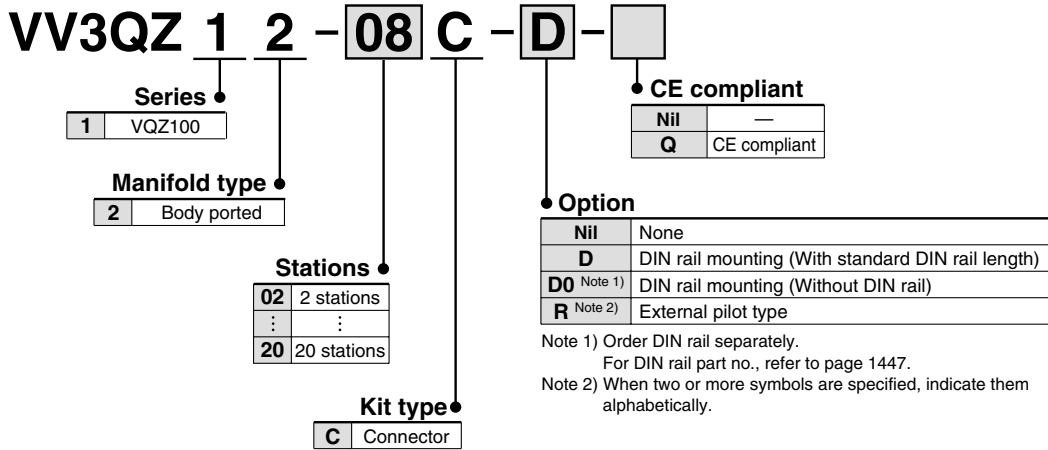 VV3QZ 1 2 - 08 C - D -
Series
1 VQZ100
Manifold type
2 Body ported
Stations
02 2 stations
⋮ ⋮
20 20 stations
Kit type
C Connector
CE compliant
Nil —
Q CE compliant
Option
Nil None
D DIN rail mounting (With standard DIN rail length)
D0 Note 1) DIN rail mounting (Without DIN rail)
R Note 2) External pilot type
Note 1) Order DIN rail separately.
For DIN rail part no., refer to page 1447.
Note 2) When two or more symbols are specified, indicate them
alphabetically.